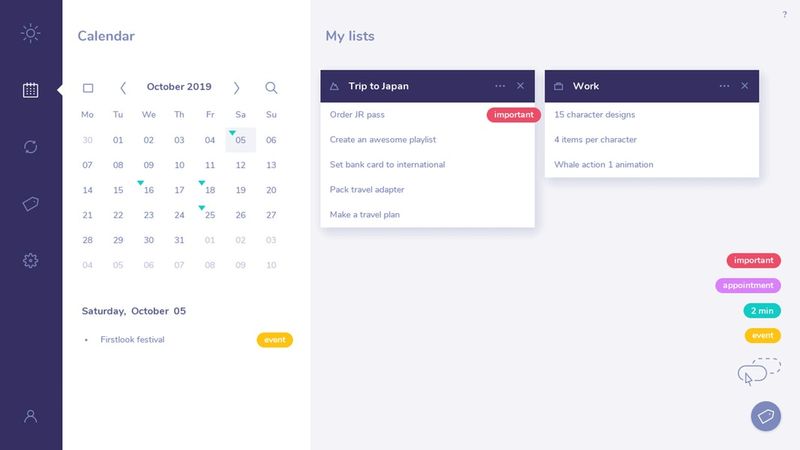 ?
Calendar
October 2019
Mo Tu We Th Fr Sa Su
30 01 02 03 04 05 06
07 08 09 10 11 12 13
14 15 16 17 18 19 20
21 22 23 24 25 26 27
28 29 30 31 01 02 03
04 05 06 07 08 09 10
Saturday, October 05
• Firstlook festival event
My lists
Trip to Japan
Order JR pass important
Create an awesome playlist
Set bank card to international
Pack travel adapter
Make a travel plan
Work
15 character designs
4 items per character
Whale action 1 animation
important
appointment
2 min
event